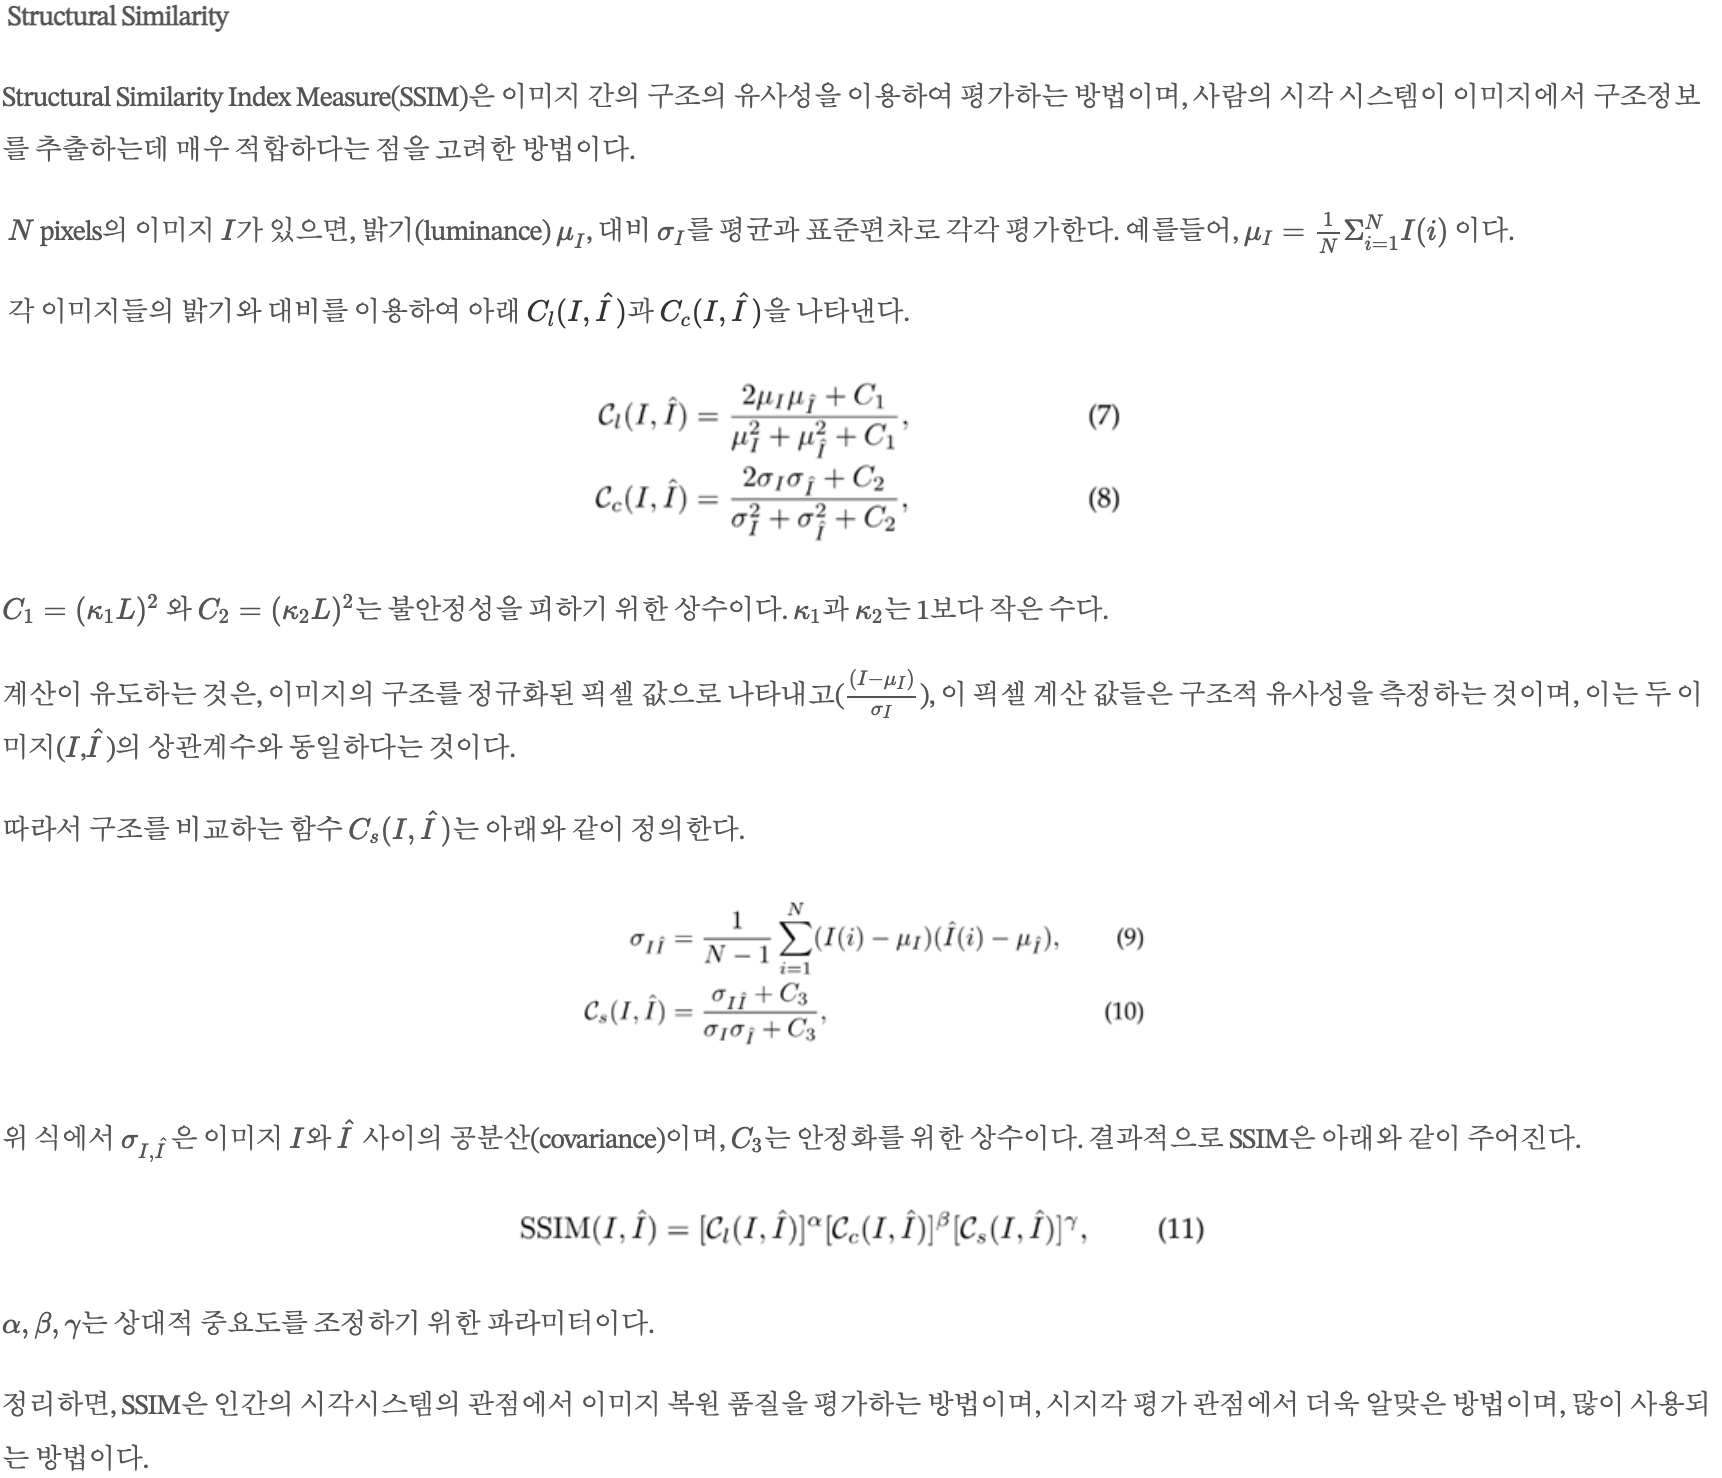 Structural Similarity
Structural Similarity Index Measure(SSIM)은 이미지 간의 구조의 유사성을 이용하여 평가하는 방법이며, 사람의 시각 시스템이 이미지에서 구조정보
를 추출하는데 매우 적합하다는 점을 고려한 방법이다.
$N$ pixels의 이미지 $I$가 있으면, 밝기(luminance) $\mu_I$, 대비 $\sigma_I$를 평균과 표준편차로 각각 평가한다. 예를들어, $\mu_I = \frac{1}{N}\Sigma_{i=1}^{N} I(i)$ 이다.
각 이미지들의 밝기와 대비를 이용하여 아래 $C_l(I, \hat{I})$과 $C_c(I, \hat{I})$을 나타낸다.
$\mathcal{C}_l(I, \hat{I}) = \frac{2\mu_I\mu_{\hat{I}} + C_1}{\mu_I^2 + \mu_{\hat{I}}^2 + C_1},$ (7)
$\mathcal{C}_c(I, \hat{I}) = \frac{2\sigma_I\sigma_{\hat{I}} + C_2}{\sigma_I^2 + \sigma_{\hat{I}}^2 + C_2},$ (8)
$C_1 = (\kappa_1 L)^2$ 와 $C_2 = (\kappa_2 L)^2$는 불안정성을 피하기 위한 상수이다. $\kappa_1$과 $\kappa_2$는 1보다 작은 수다.
계산이 유도하는 것은, 이미지의 구조를 정규화된 픽셀 값으로 나타내고($\frac{(I-\mu_I)}{\sigma_I}$), 이 픽셀 계산 값들은 구조적 유사성을 측정하는 것이며, 이는 두 이
미지($I$,$\hat{I}$)의 상관계수와 동일하다는 것이다.
따라서 구조를 비교하는 함수 $C_s(I, \hat{I})$는 아래와 같이 정의한다.
$\sigma_{I\hat{I}} = \frac{1}{N-1}\sum_{i=1}^{N}(I(i) - \mu_I)(\hat{I}(i) - \mu_{\hat{I}}),$ (9)
$\mathcal{C}_s(I, \hat{I}) = \frac{\sigma_{I\hat{I}} + C_3}{\sigma_I\sigma_{\hat{I}} + C_3},$ (10)
위 식에서 $\sigma_{I,\hat{I}}$은 이미지 $I$와 $\hat{I}$ 사이의 공분산(covariance)이며, $C_3$는 안정화를 위한 상수이다. 결과적으로 SSIM은 아래와 같이 주어진다.
$\mathrm{SSIM}(I, \hat{I}) = [\mathcal{C}_l(I, \hat{I})]^{\alpha}[\mathcal{C}_c(I, \hat{I})]^{\beta}[\mathcal{C}_s(I, \hat{I})]^{\gamma},$ (11)
$\alpha, \beta, \gamma$는 상대적 중요도를 조정하기 위한 파라미터이다.
정리하면, SSIM은 인간의 시각시스템의 관점에서 이미지 복원 품질을 평가하는 방법이며, 시지각 평가 관점에서 더욱 알맞은 방법이며, 많이 사용되
는 방법이다.